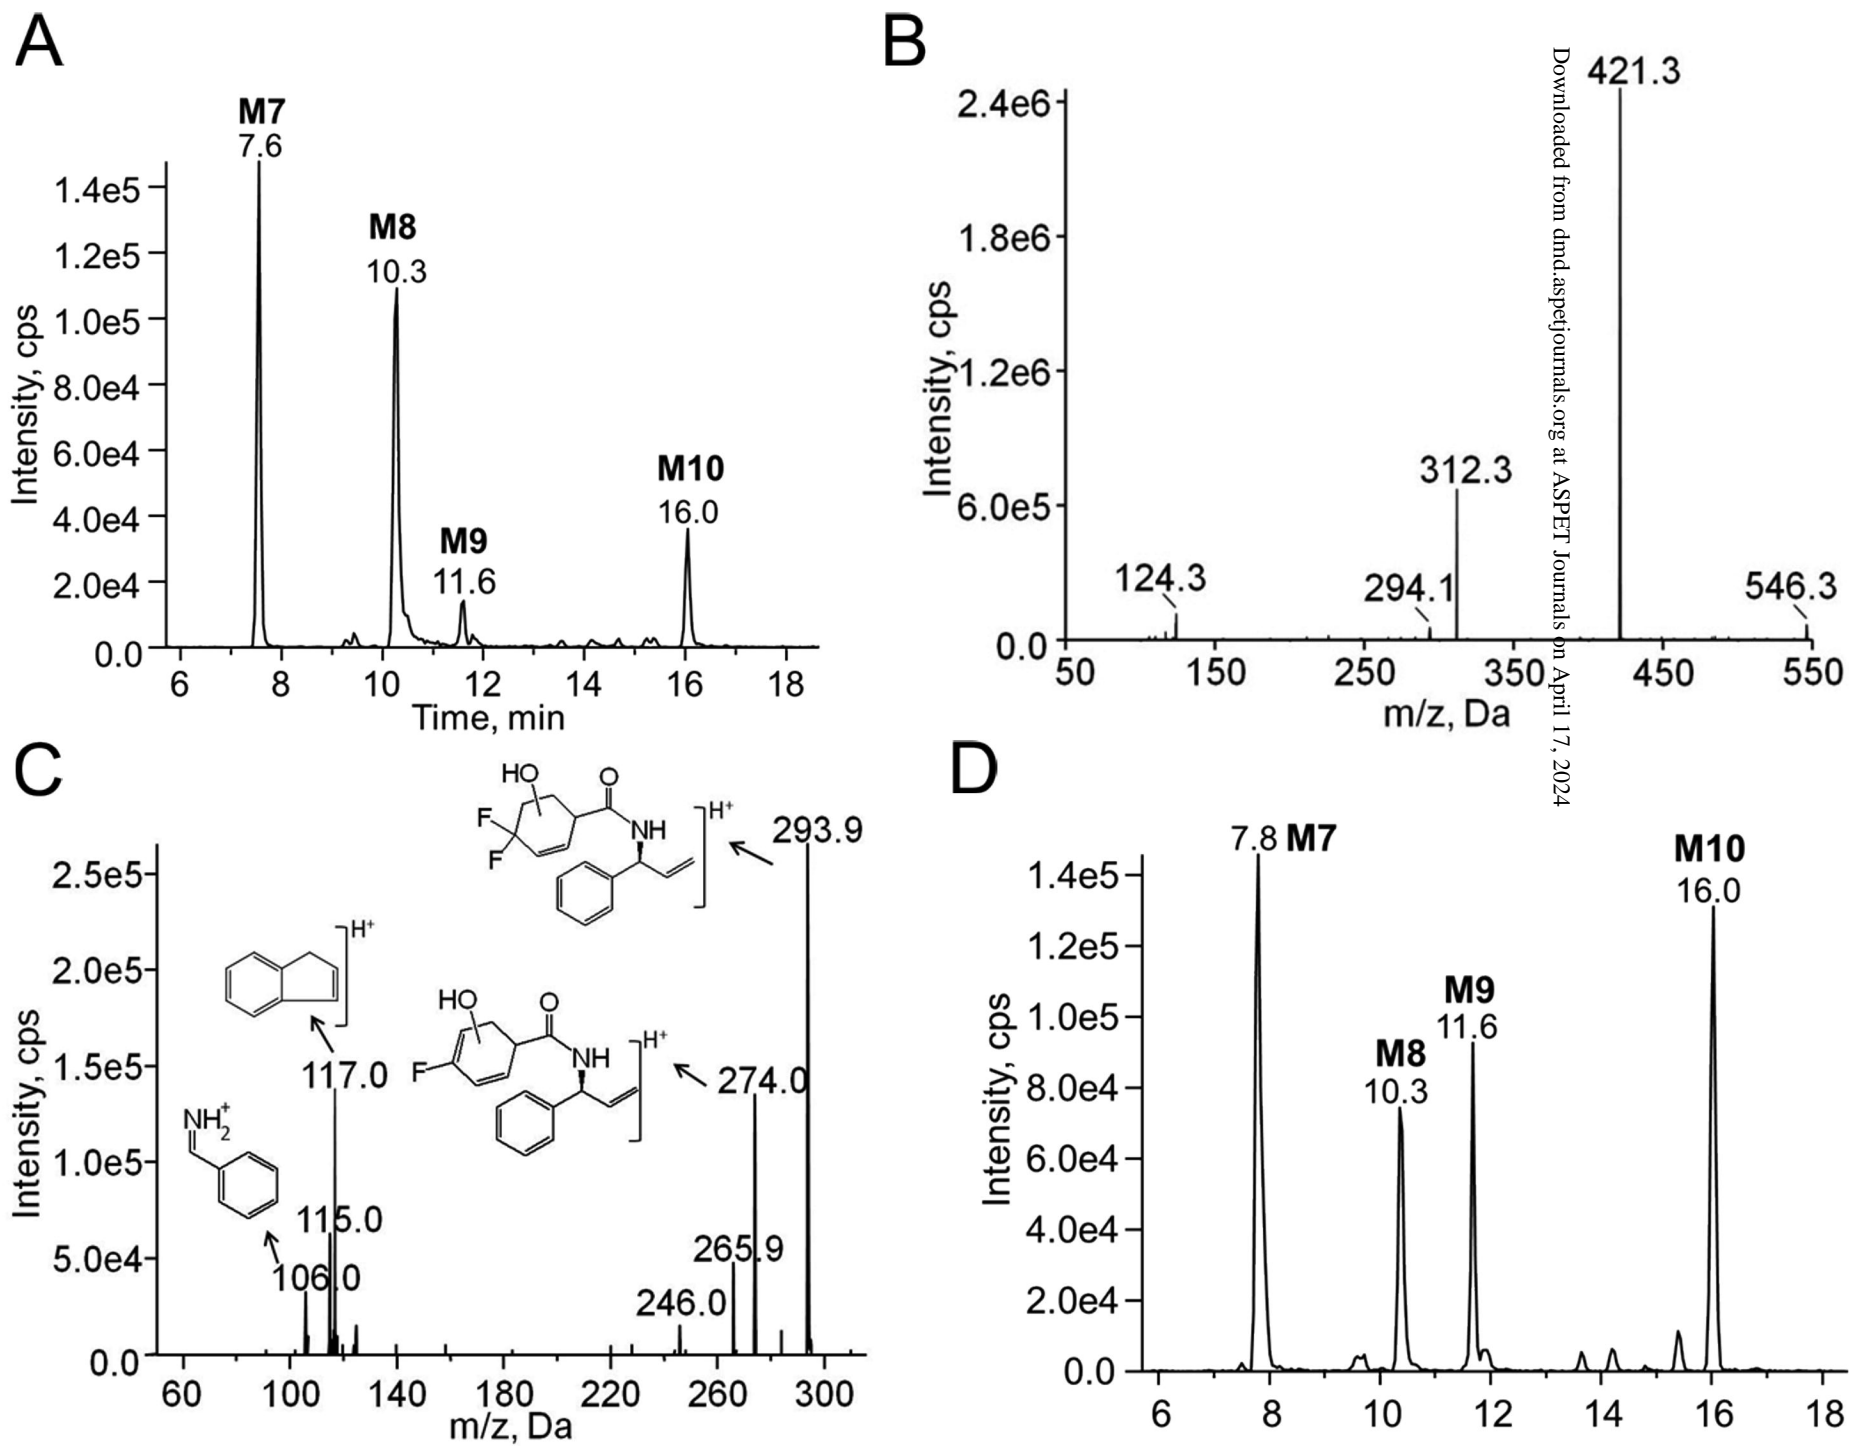 A
M7
7.6
M8
10.3
M9
11.6
M10
16.0
1.4e5
1.2e5
1.0e5
8.0e4
6.0e4
4.0e4
2.0e4
0.0
Intensity, cps
6 8 10 12 14 16 18
Time, min
B
421.3
312.3
124.3
294.1
546.3
2.4e6
1.8e6
1.2e6
6.0e5
0.0
Intensity, cps
50 150 250 350 450 550
m/z, Da
Downloaded from dmd.aspetjournals.org at ASPET Journals on April 17, 2024
C
HO
O
F
F
NH
H+
293.9
H+
117.0
HO
O
F
NH
H+
274.0
NH2+
115.0
106.0
265.9
246.0
2.5e5
2.0e5
1.5e5
1.0e5
5.0e4
0.0
Intensity, cps
60 100 140 180 220 260 300
m/z, Da
D
7.8 M7
M8
10.3
M9
11.6
M10
16.0
1.4e5
1.2e5
1.0e5
8.0e4
6.0e4
4.0e4
2.0e4
0.0
Intensity, cps
6 8 10 12 14 16 18